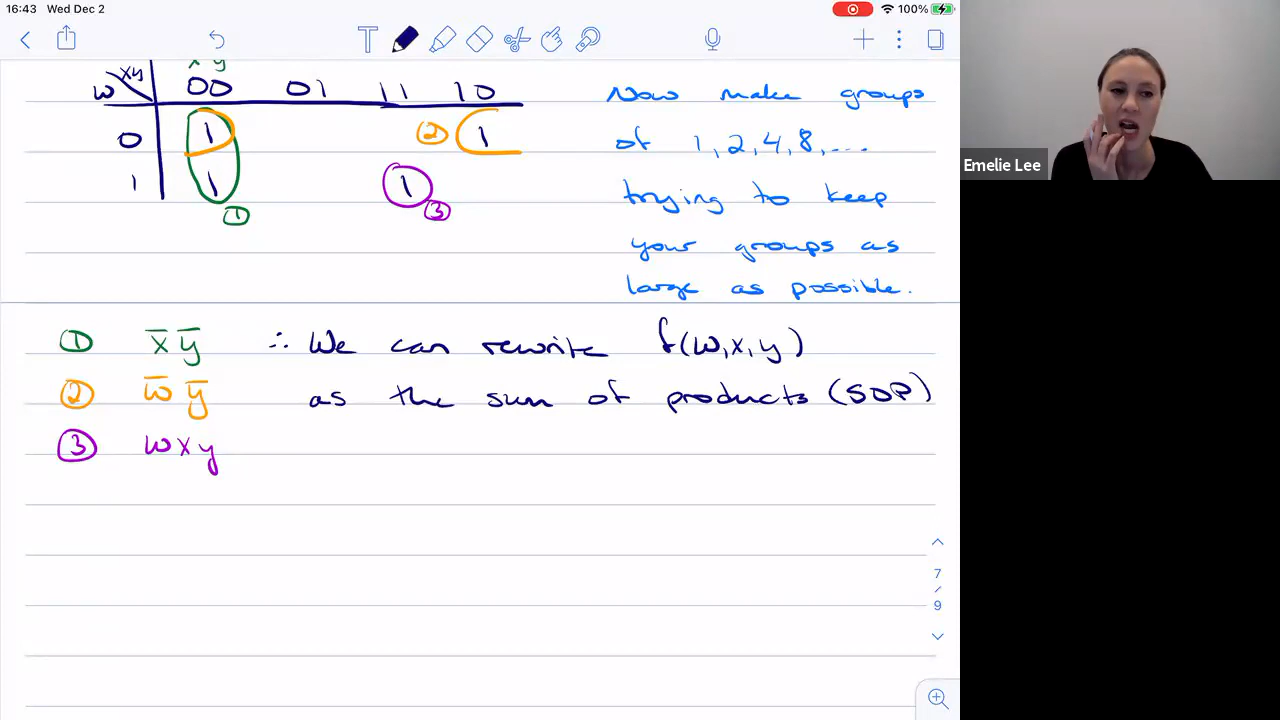 16:43 Wed Dec 2
100%
T
x y
w xy 00 01 11 10
0 1 ② 1
1 1 1
① ③
Now make groups
of 1, 2, 4, 8, ...
trying to keep
your groups as
large as possible.
Emelie Lee
① x̅ y̅ ∴ We can rewrite f(w,x,y)
② w̅ y̅ as the sum of products (SOP)
③ w x y
7
/
9